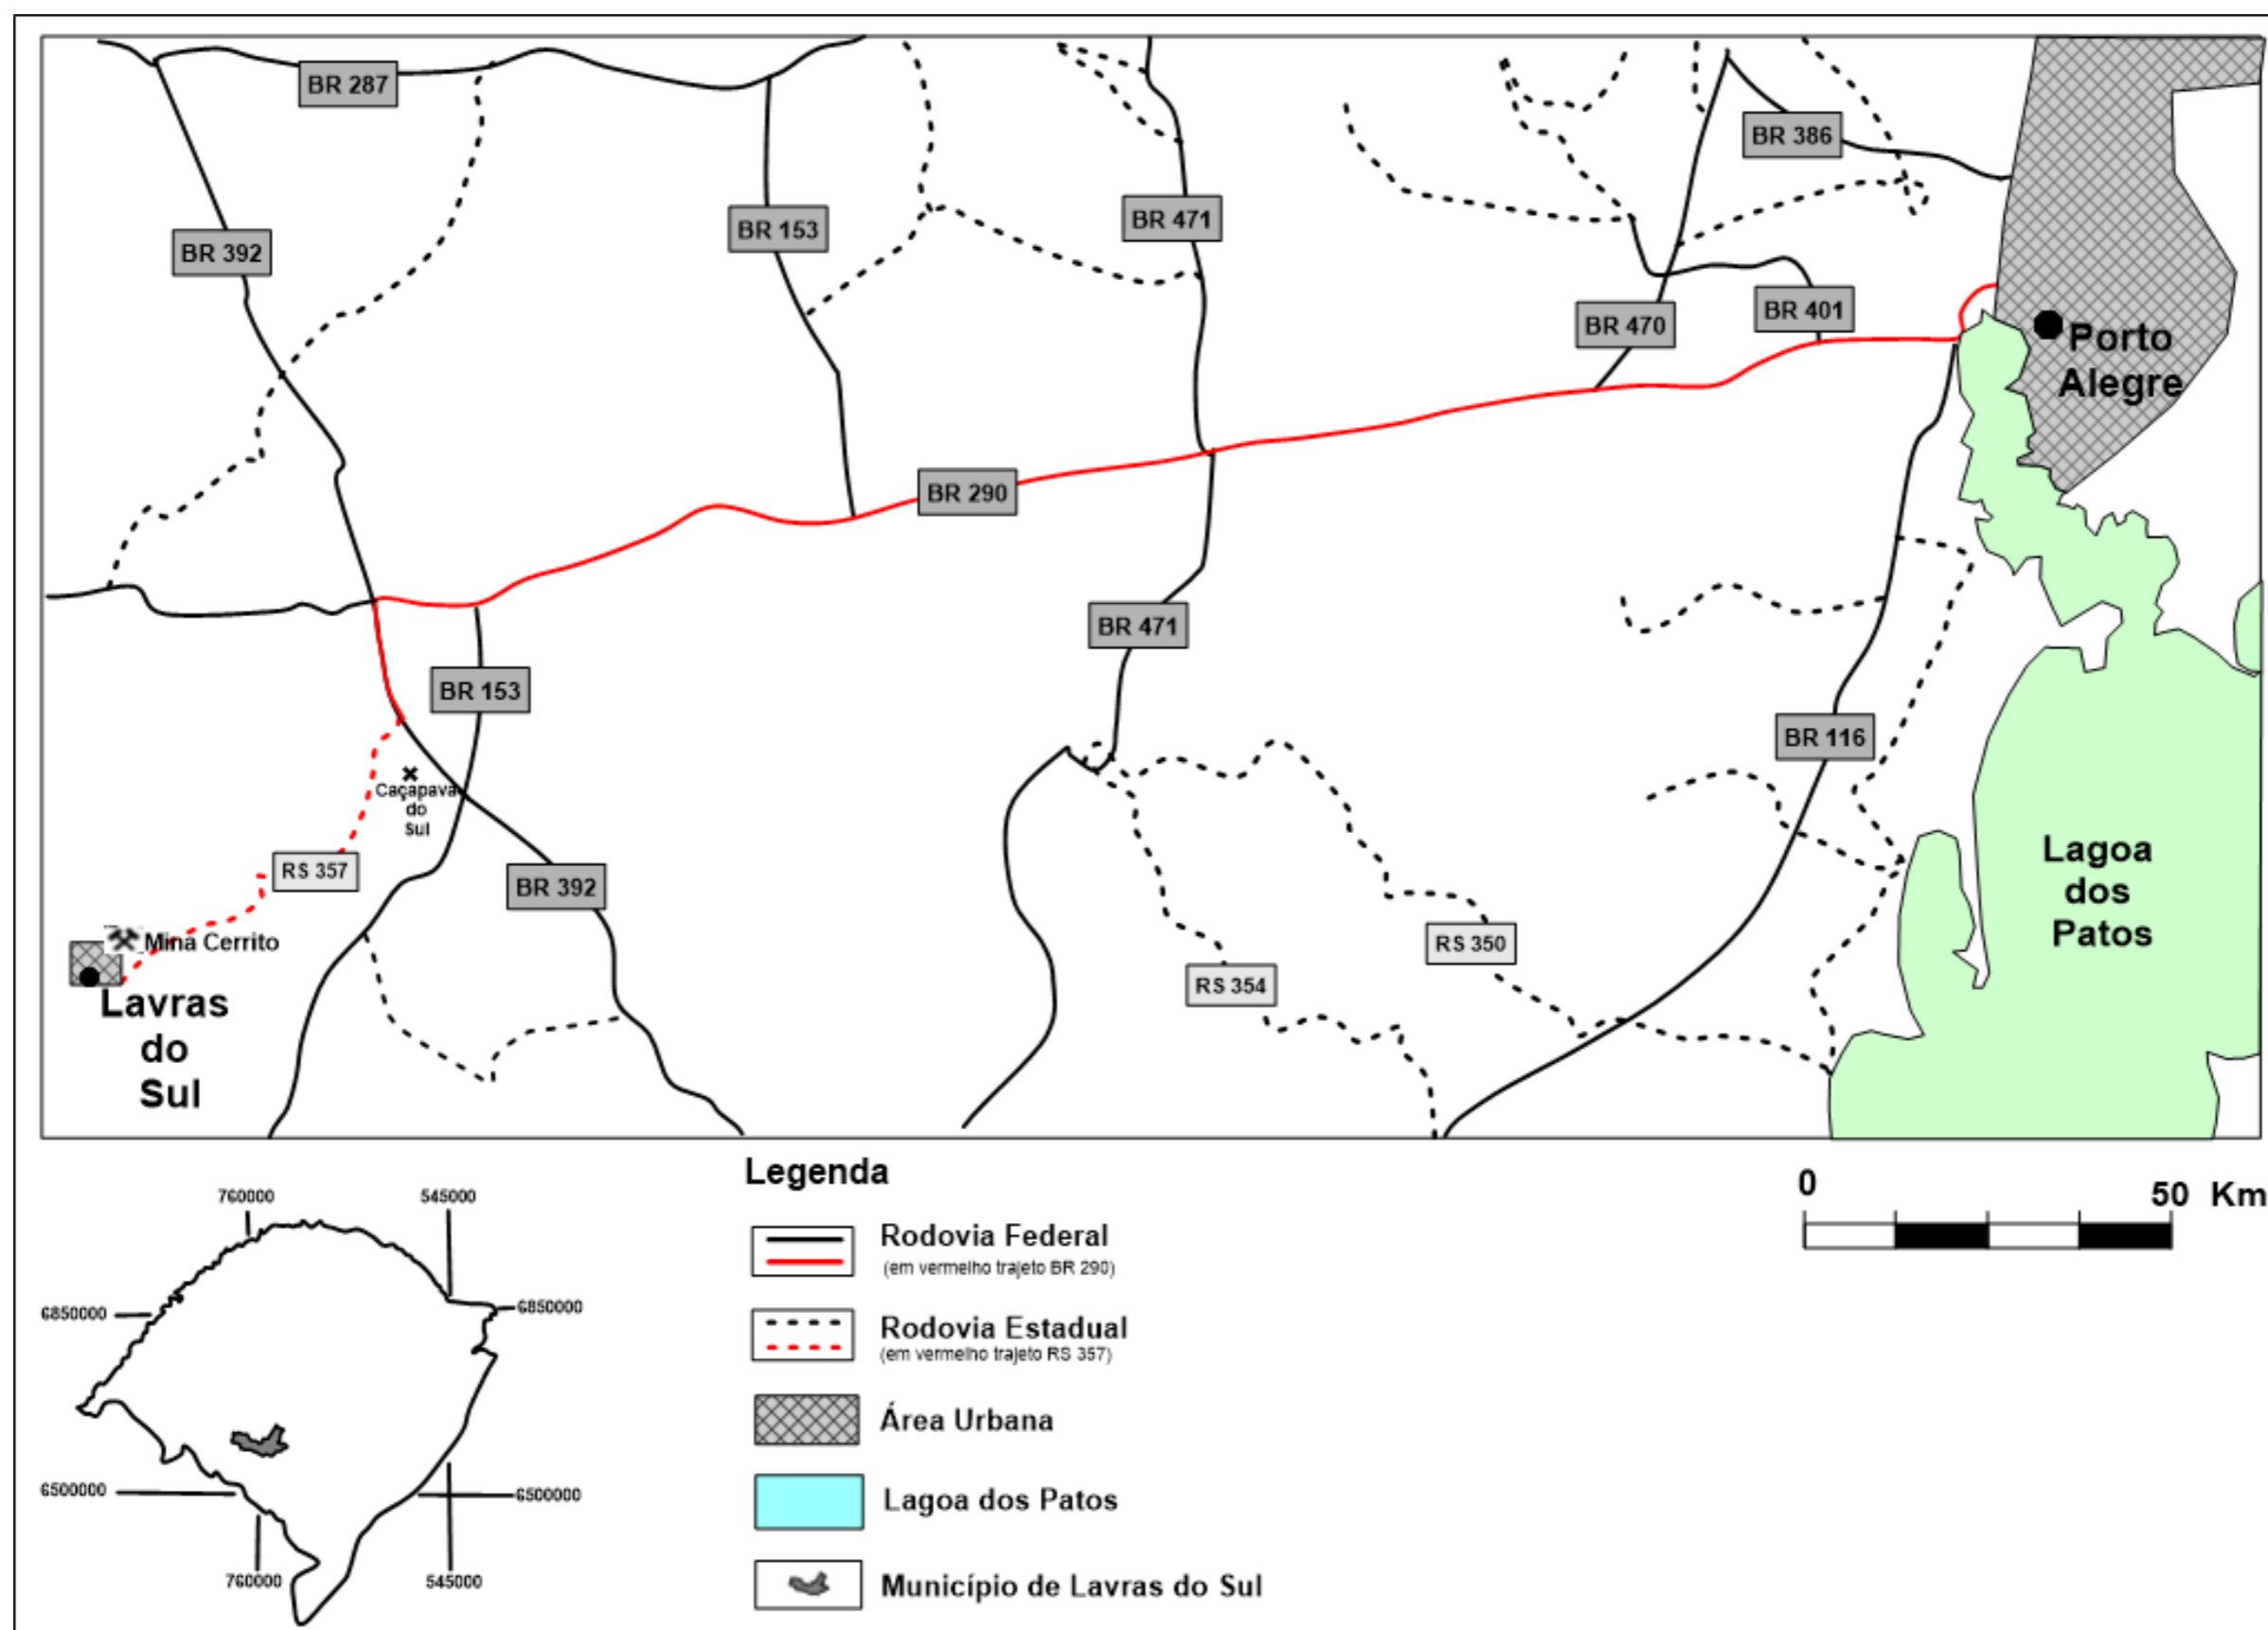 BR 287
BR 386
BR 392
BR 153
BR 471
BR 470
BR 401
Porto
Alegre
BR 290
BR 471
BR 153
BR 116
Caçapava
do
Sul
RS 357
BR 392
Lagoa
dos
Patos
Mina Cerrito
RS 350
RS 354
Lavras
do
Sul
Legenda
0
50 Km
760000
545000
6850000
6850000
6500000
6500000
760000
545000
Rodovia Federal
(em vermelho trajeto BR 290)
Rodovia Estadual
(em vermelho trajeto RS 357)
Área Urbana
Lagoa dos Patos
Município de Lavras do Sul